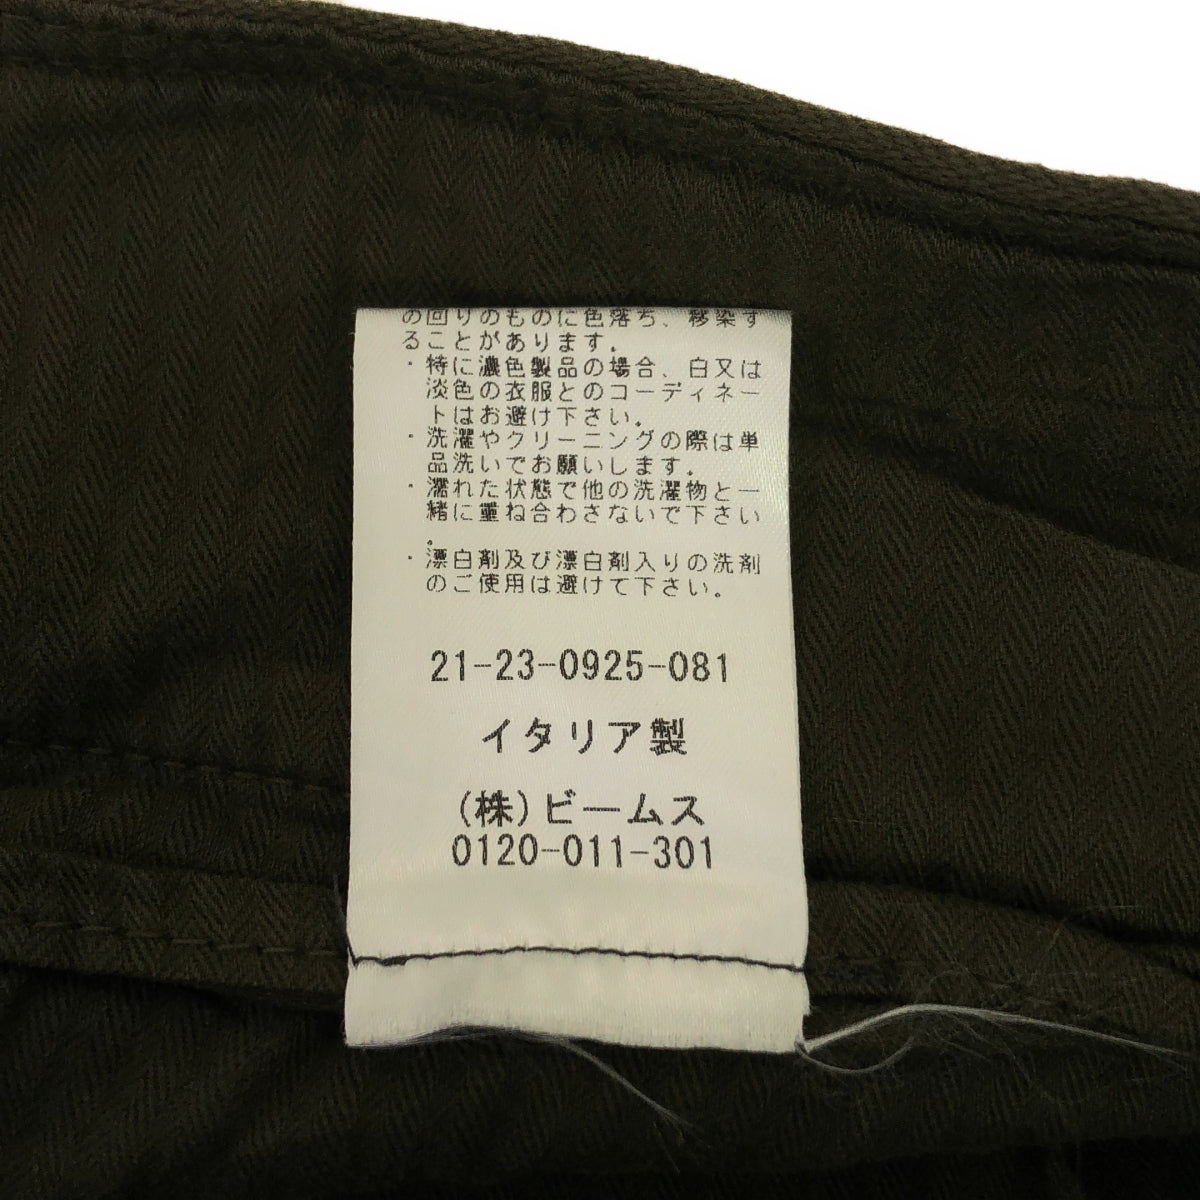 の回りのものに色落ち、移染す
ることがあります。
・特に濃色製品の場合、白又は
淡色の衣服とのコーディネー
トはお避け下さい。
・洗濯やクリーニングの際は単
品洗いでお願いします。
・濡れた状態で他の洗濯物と一
緒に重ね合わさないで下さい
。
・漂白剤及び漂白剤入りの洗剤
のご使用は避けて下さい。
21-23-0925-081
イタリア製
(株)ビームス
0120-011-301